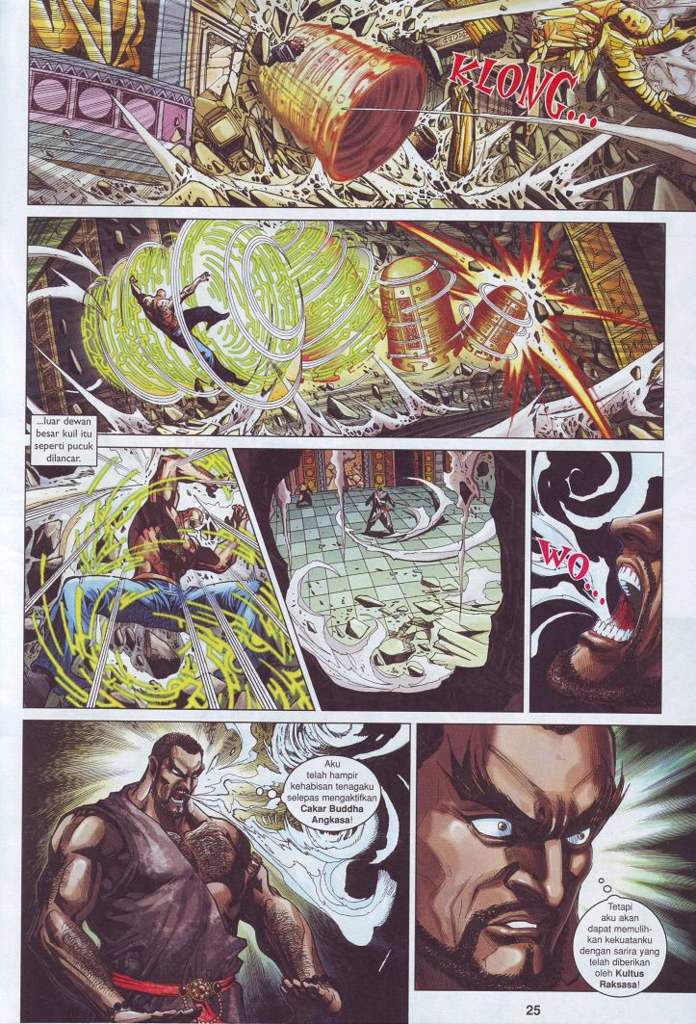 KLONG...
...luar dewan
besar kuil itu
seperti pucuk
dilancar.
WO...
Aku
telah hampir
kehabisan tenagaku
selepas mengaktifkan
Cakar Buddha
Angkasa!
Tetapi
aku akan
dapat memulih-
kan kekuatanku
dengan sarira yang
telah diberikan
oleh Kultus
Raksasa!
25